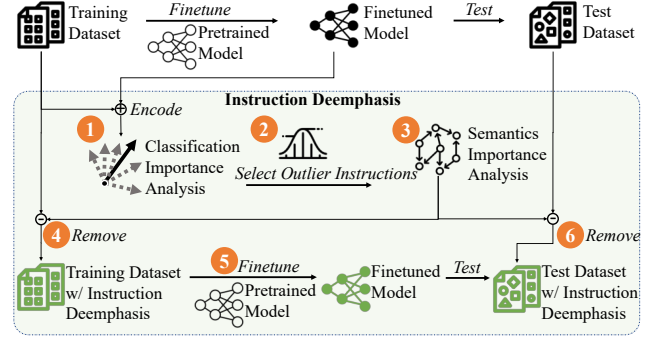 Training
Dataset
Finetune
Pretrained
Model
Finetuned
Model
Test
Test
Dataset
Instruction Deemphasis
Encode
1
Classification
Importance
Analysis
2
Select Outlier Instructions
3
Semantics
Importance
Analysis
4
Remove
6
Remove
Training Dataset
w/ Instruction
Deemphasis
5
Finetune
Pretrained
Model
Finetuned
Model
Test
Test Dataset
w/ Instruction
Deemphasis